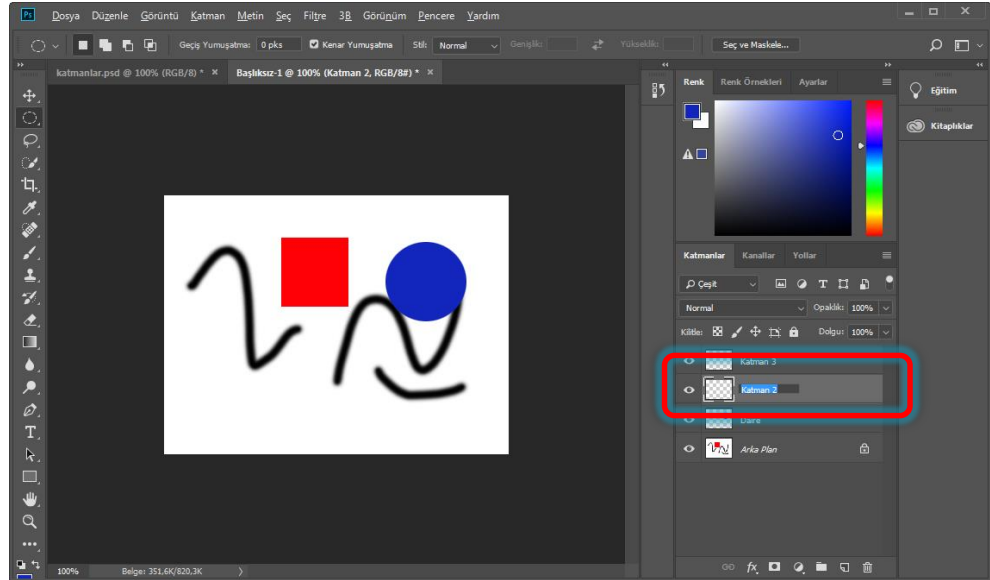 Ps Dosya Düzenle Görüntü Katman Metin Seç Filtre 3B Görünüm Pencere Yardım
Geçiş Yumuşatma: 0 pks Kenar Yumuşatma Stil: Normal Genişlik: Yükseklik: Seç ve Maskele...
katmanlar.psd @ 100% (RGB/8) * × Başlıksız-1 @ 100% (Katman 2, RGB/8#) * ×
Renk Renk Örnekleri Ayarlar
Eğitim
Kitaplıklar
Katmanlar Kanallar Yollar
Çeşit
Normal Opaklık: 100%
Kilitle: Dolgu: 100%
Katman 3
Katman 2
Daire
Arka Plan
100% Belge: 351,6K/820,3K